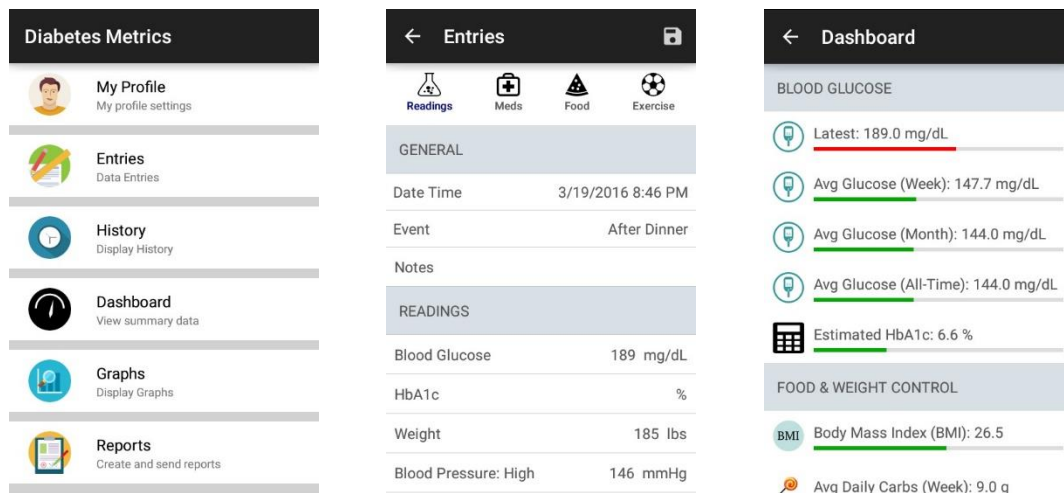 Diabetes Metrics
My Profile
My profile settings
Entries
Data Entries
History
Display History
Dashboard
View summary data
Graphs
Display Graphs
Reports
Create and send reports
Entries
Readings Meds Food Exercise
GENERAL
Date Time 3/19/2016 8:46 PM
Event After Dinner
Notes
READINGS
Blood Glucose 189 mg/dL
HbA1c %
Weight 185 lbs
Blood Pressure: High 146 mmHg
Dashboard
BLOOD GLUCOSE
Latest: 189.0 mg/dL
Avg Glucose (Week): 147.7 mg/dL
Avg Glucose (Month): 144.0 mg/dL
Avg Glucose (All-Time): 144.0 mg/dL
Estimated HbA1c: 6.6 %
FOOD & WEIGHT CONTROL
BMI Body Mass Index (BMI): 26.5
Avg Daily Carbs (Week): 9.0 g